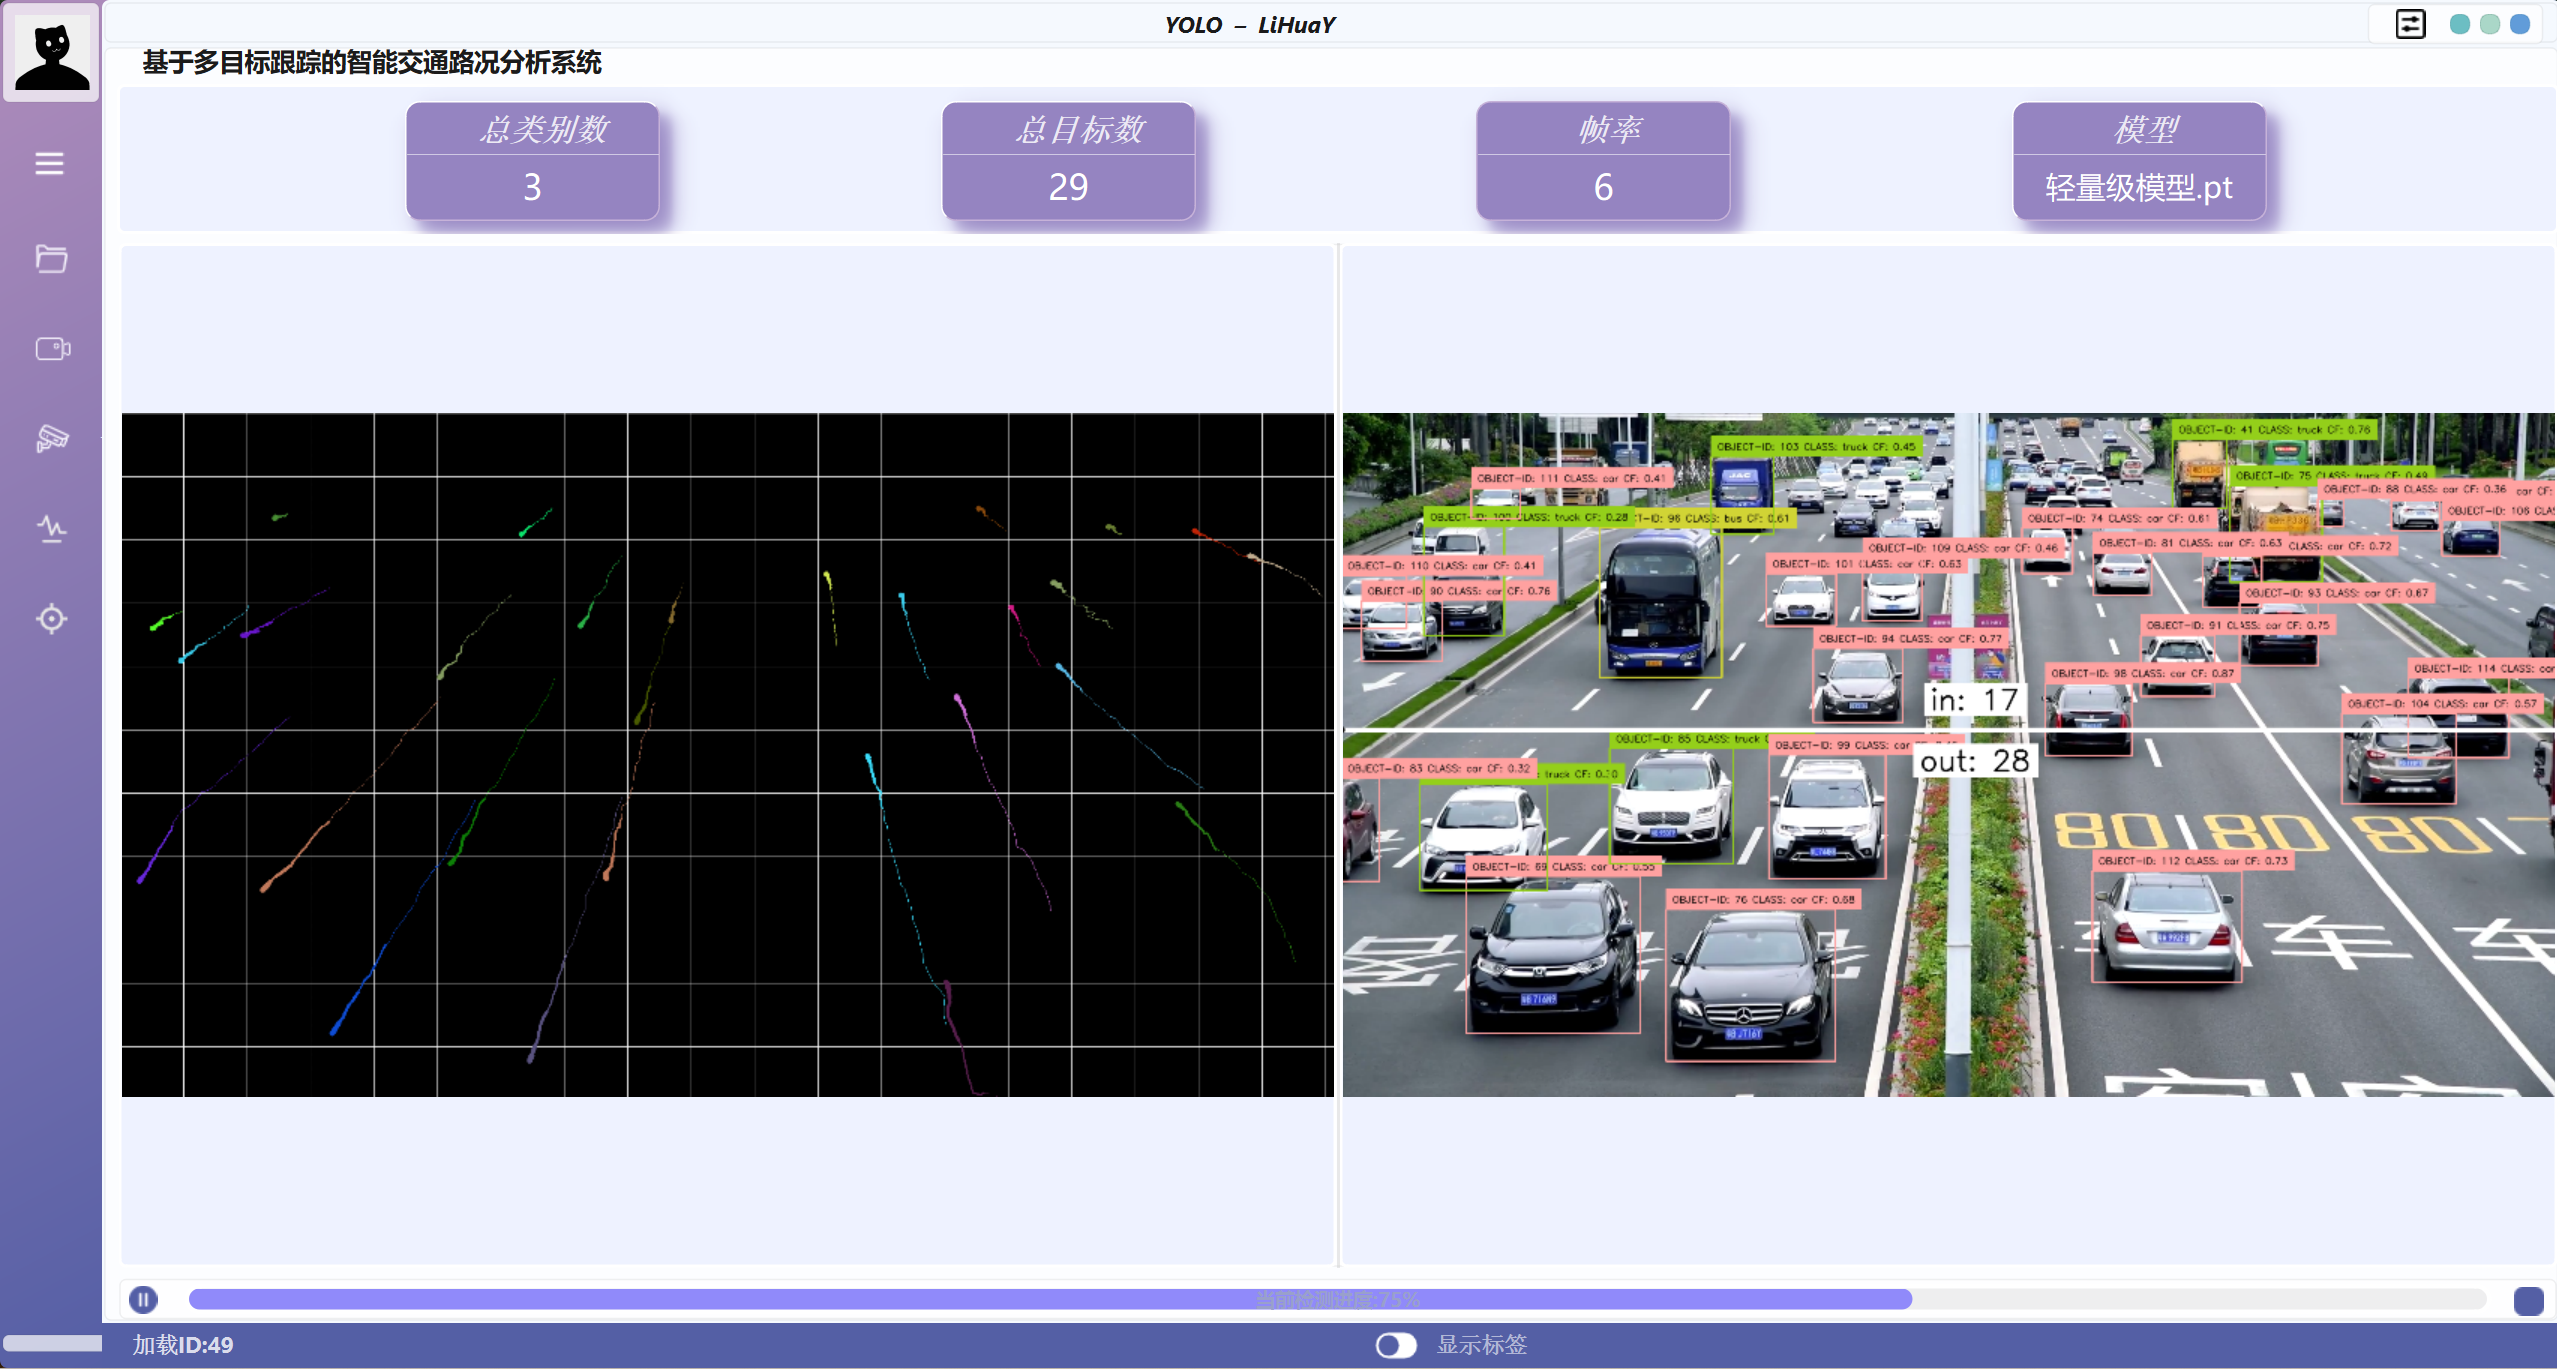 YOLO – LiHuaY
基于多目标跟踪的智能交通路况分析系统
总类别数
3
总目标数
29
帧率
6
模型
轻量级模型.pt
OBJECT-ID: 41 CLASS: truck CF: 0.76
OBJECT-ID: 103 CLASS: truck CF: 0.45
OBJECT-ID: 111 CLASS: car CF: 0.41
OBJECT-ID: 75 CLASS: truck CF: 0.49
OBJECT-ID: 88 CLASS: car CF: 0.36
car CF:
CLASS: truck CF: 0.28
T-ID: 96 CLASS: bus CF: 0.61
OBJECT-ID: 74 CLASS: car CF: 0.61
OBJECT-ID: 106 CLA
OBJECT-ID: 109 CLASS: car CF: 0.46
OBJECT-ID: 81 CLASS: car CF: 0.63
CLASS: car CF: 0.72
OBJECT-ID: 110 CLASS: car CF: 0.41
OBJECT-ID: 101 CLASS: car CF: 0.63
OBJECT-ID: 90 CLASS: car CF: 0.76
OBJECT-ID: 93 CLASS: car CF: 0.67
OBJECT-ID: 94 CLASS: car CF: 0.77
OBJECT-ID: 91 CLASS: car CF: 0.75
OBJECT-ID: 98 CLASS: car CF: 0.87
OBJECT-ID: 114 CLASS: car
in: 17
OBJECT-ID: 104 CLASS: car CF: 0.57
OBJECT-ID: 85 CLASS: truck
OBJECT-ID: 99 CLASS: car
out: 28
OBJECT-ID: 83 CLASS: car CF: 0.32
: truck CF:
80 80 80
OBJECT-ID: 69 CLASS: car CF: 0.55
OBJECT-ID: 112 CLASS: car CF: 0.73
OBJECT-ID: 76 CLASS: car CF: 0.68
车
当前检测进度:75%
加载ID:49
显示标签